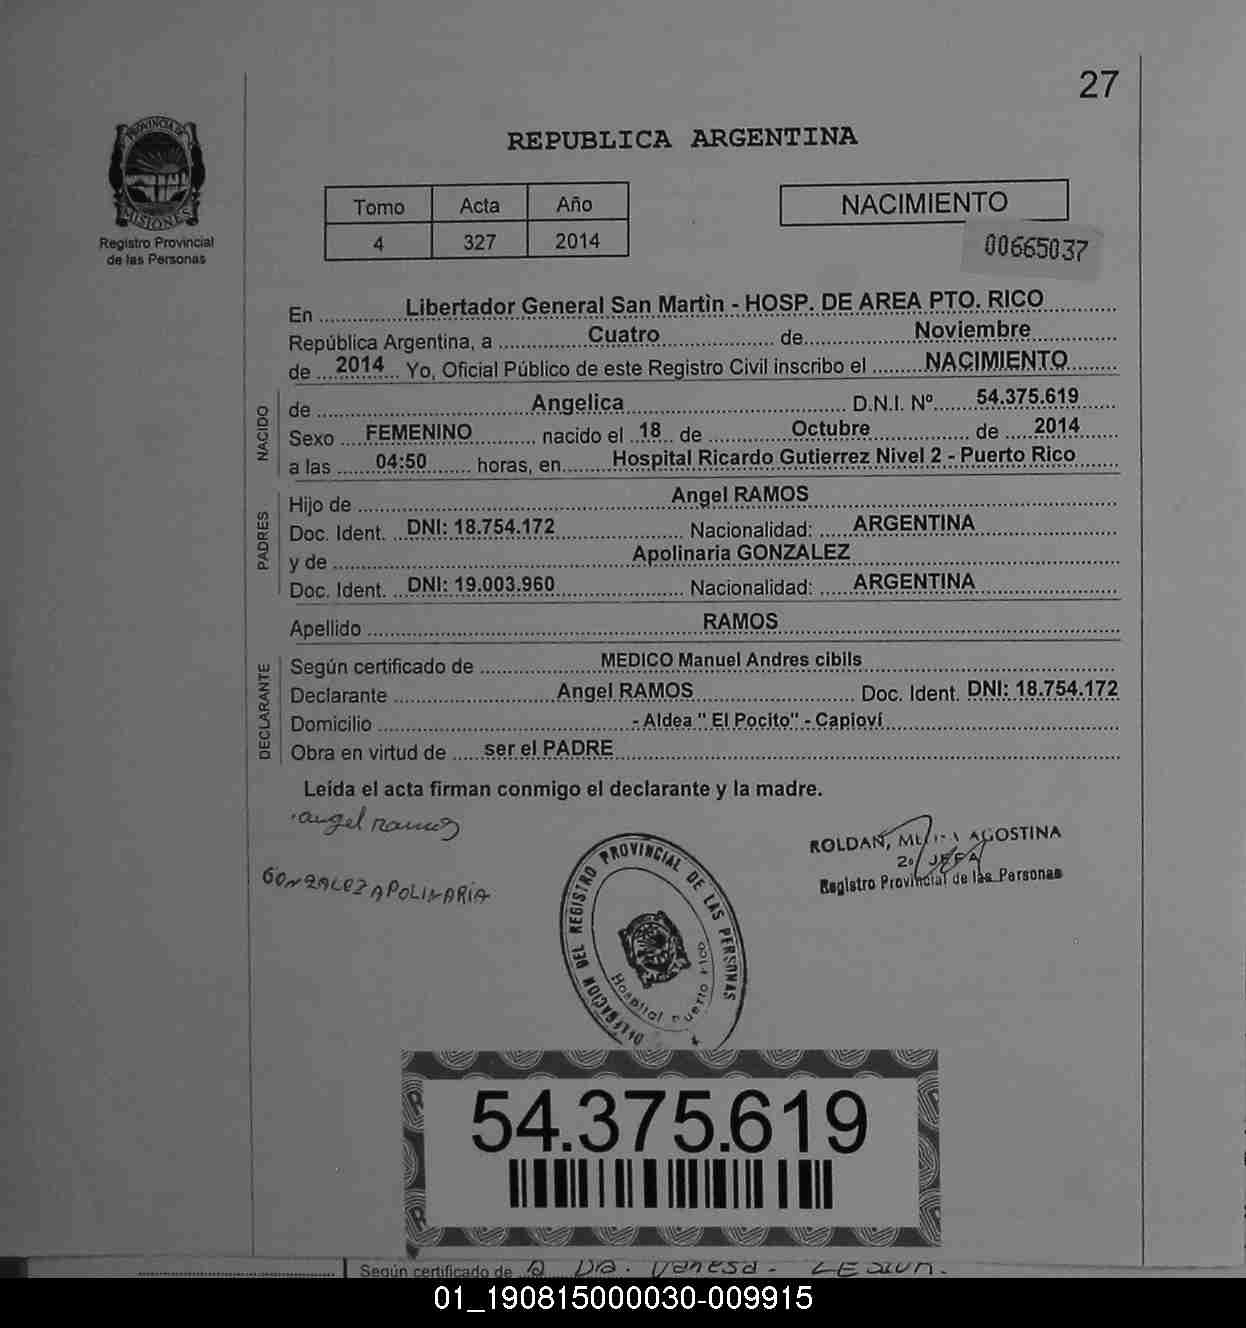 27
PROVINCIA DE
MISIONES
Registro Provincial
de las Personas
REPUBLICA ARGENTINA
Tomo Acta Año
4 327 2014
NACIMIENTO
00665037
En Libertador General San Martin - HOSP. DE AREA PTO. RICO
República Argentina, a Cuatro de Noviembre
de 2014 Yo, Oficial Público de este Registro Civil inscribo el NACIMIENTO
NACIDO
de Angelica D.N.I. Nº 54.375.619
Sexo FEMENINO nacido el 18 de Octubre de 2014
a las 04:50 horas, en Hospital Ricardo Gutierrez Nivel 2 - Puerto Rico
PADRES
Hijo de Angel RAMOS
Doc. Ident. DNI: 18.754.172 Nacionalidad: ARGENTINA
y de Apolinaria GONZALEZ
Doc. Ident. DNI: 19.003.960 Nacionalidad: ARGENTINA
Apellido RAMOS
DECLARANTE
Según certificado de MEDICO Manuel Andres cibils
Declarante Angel RAMOS Doc. Ident. DNI: 18.754.172
Domicilio - Aldea " El Pocito" - Capioví
Obra en virtud de ser el PADRE
Leída el acta firman conmigo el declarante y la madre.
angel ramos
GONZALEZ APOLINARIA
ROLDAN, AGOSTINA
JEFA
Registro Provincial de las Personas
DELEGACION DEL REGISTRO PROVINCIAL DE LAS PERSONAS
Hospital Puerto Rico
54.375.619
Según certificado de Dra. Vanesa
01_190815000030-009915